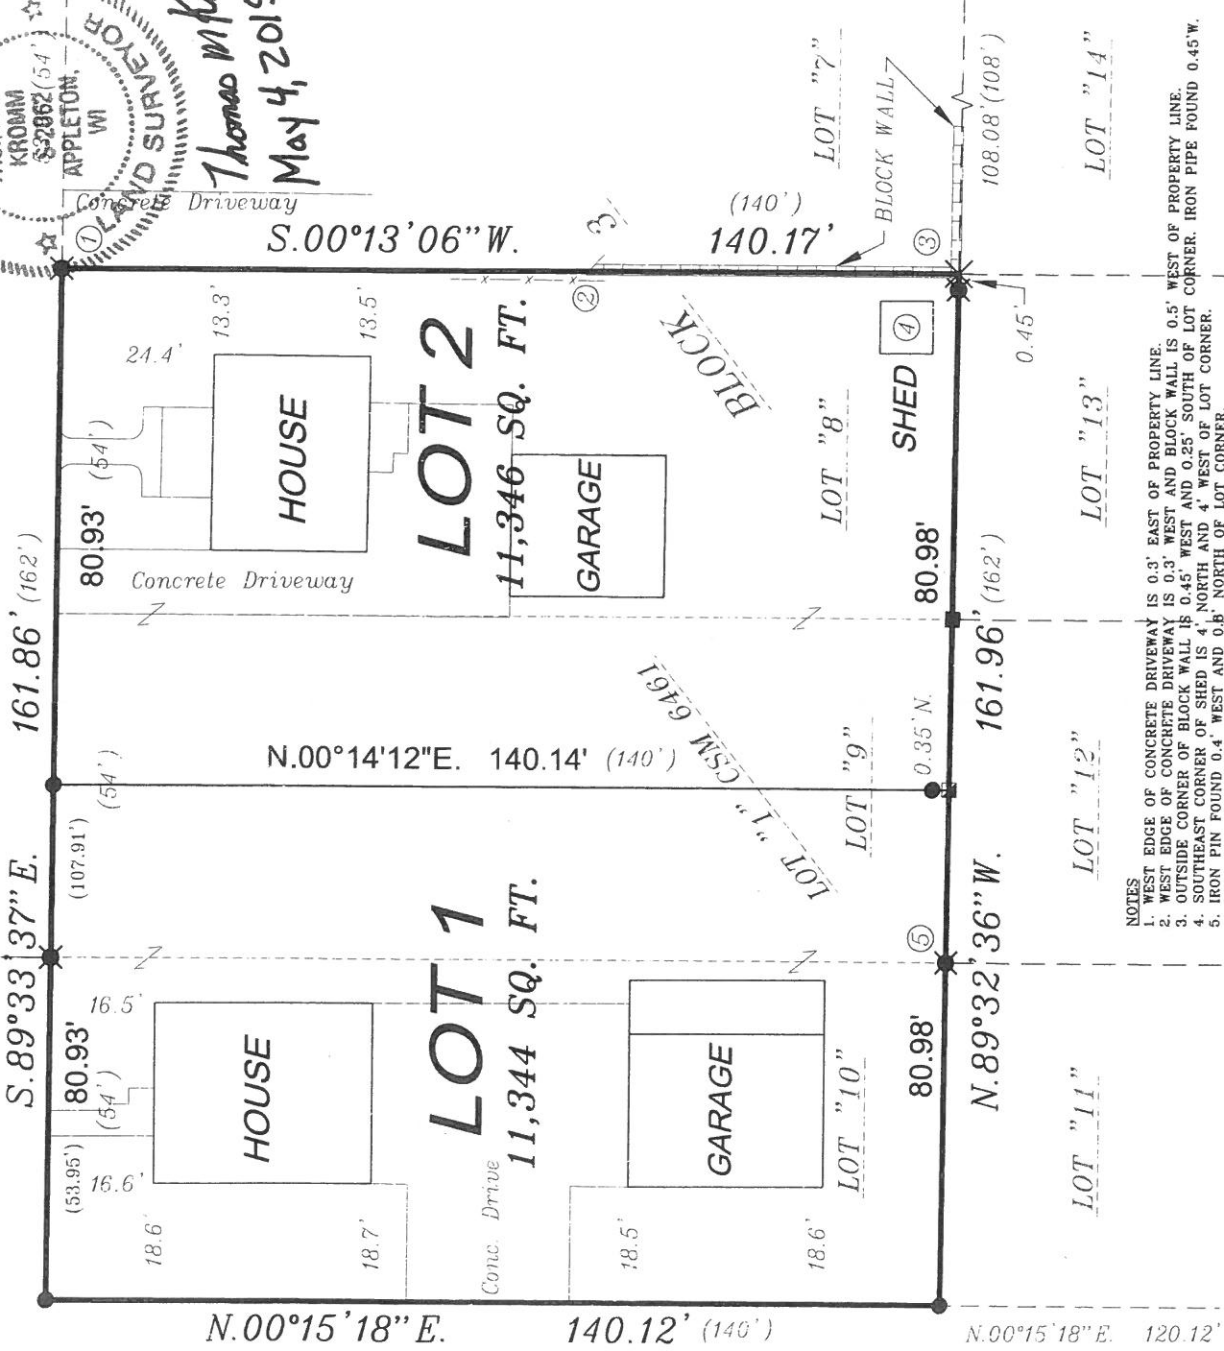 KROMM
S-2962
(54')
APPLETON,
WI
LAND SURVEYOR
Thomas M
May 4, 201
Concrete Driveway
S.00°13'06"W.
(140')
140.17'
3
BLOCK WALL
LOT "7"
108.08' (108')
LOT "14"
①
②
③
S.89°33'37"E.
161.86' (162')
80.93'
(54')
24.4'
13.3'
13.5'
HOUSE
Concrete Driveway
LOT 2
11,346 SQ. FT.
GARAGE
BLOCK
LOT "8"
SHED
④
0.45'
80.98'
LOT "13"
161.96' (162')
N.00°14'12"E. 140.14' (140')
(54')
(107.91')
LOT "1" CSM 6461
LOT "9"
0.35'N.
LOT "12"
80.93'
(54')
(53.95')
16.5'
16.6'
18.6'
18.7'
HOUSE
LOT 1
11,344 SQ. FT.
Conc. Drive
GARAGE
18.5'
18.6'
LOT "10"
⑤
80.98'
N.89°32'36"W.
LOT "11"
N.00°15'18"E. 140.12' (140')
N.00°15'18"E. 120.12'
NOTES
1. WEST EDGE OF CONCRETE DRIVEWAY IS 0.3' EAST OF PROPERTY LINE.
2. WEST EDGE OF CONCRETE DRIVEWAY IS 0.3' WEST AND BLOCK WALL IS 0.5' WEST OF PROPERTY LINE.
3. OUTSIDE CORNER OF BLOCK WALL IS 0.45' WEST AND 0.25' SOUTH OF LOT CORNER. IRON PIPE FOUND 0.45'W.
4. SOUTHEAST CORNER OF SHED IS 4' NORTH AND 4' WEST OF LOT CORNER.
5. IRON PIN FOUND 0.4' WEST AND 0.8' NORTH OF LOT CORNER.